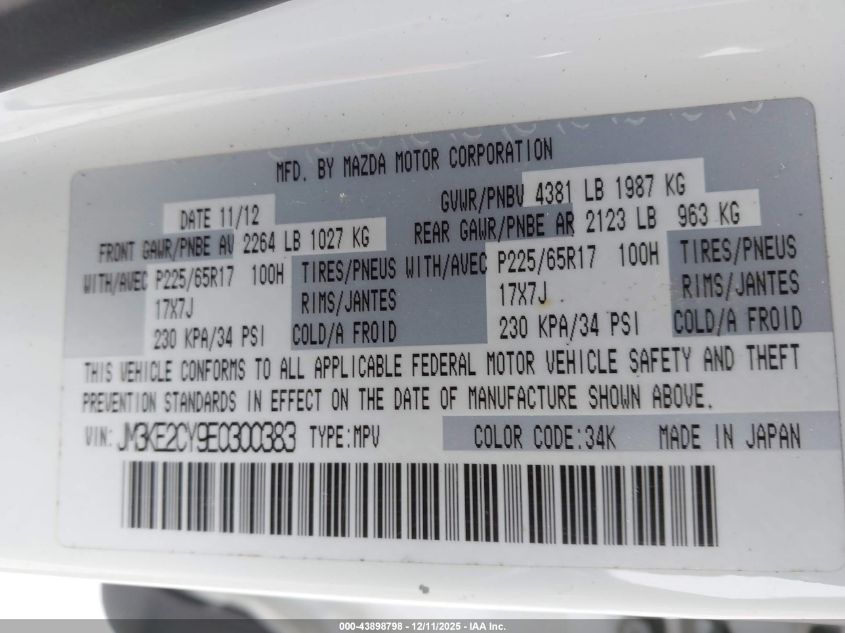 MFD. BY MAZDA MOTOR CORPORATION
DATE 11/12 GVWR/PNBV 4381 LB 1987 KG
FRONT GAWR/PNBE AV 2264 LB 1027 KG REAR GAWR/PNBE AR 2123 LB 963 KG
WITH/AVEC P225/65R17 100H TIRES/PNEUS WITH/AVEC P225/65R17 100H TIRES/PNEUS
17X7J RIMS/JANTES 17X7J RIMS/JANTES
230 KPA/34 PSI COLD/A FROID 230 KPA/34 PSI COLD/A FROID
THIS VEHICLE CONFORMS TO ALL APPLICABLE FEDERAL MOTOR VEHICLE SAFETY AND THEFT
PREVENTION STANDARDS IN EFFECT ON THE DATE OF MANUFACTURE SHOWN ABOVE.
VIN: JM3KE2CY9E0300383 TYPE:MPV COLOR CODE:34K MADE IN JAPAN
000-43898798 - 12/11/2025 - IAA Inc.